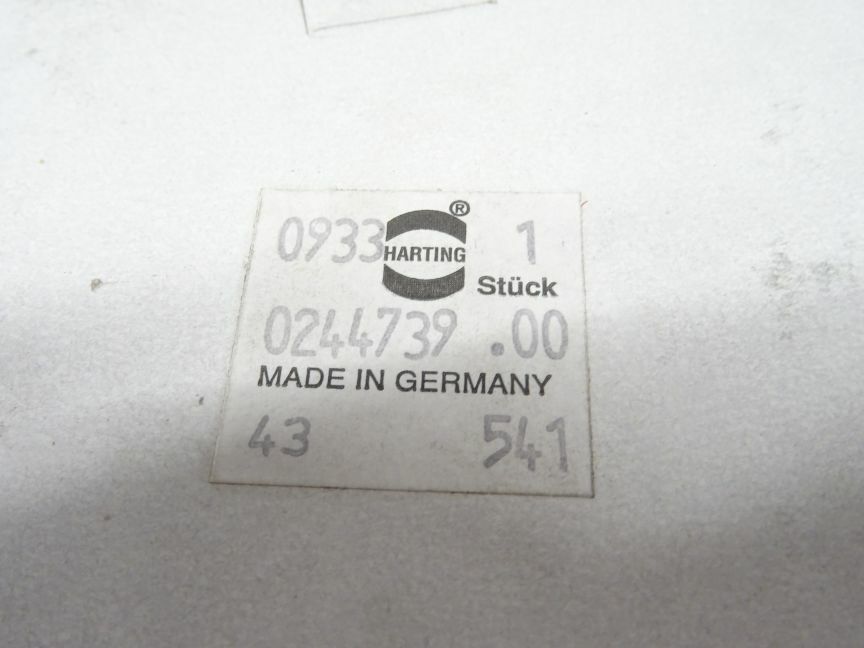 0933 HARTING® 1
Stück
0244739 .00
MADE IN GERMANY
43 541